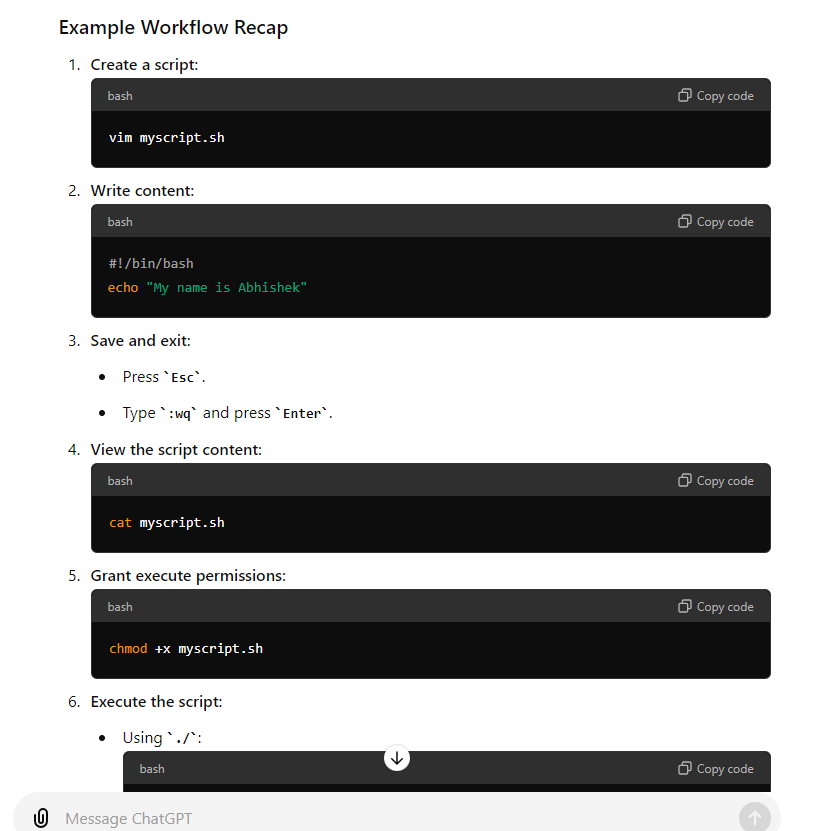 Example Workflow Recap
1. Create a script:
bash Copy code
vim myscript.sh
2. Write content:
bash Copy code
#!/bin/bash
echo "My name is Abhishek"
3. Save and exit:
• Press `Esc`.
• Type `:wq` and press `Enter`.
4. View the script content:
bash Copy code
cat myscript.sh
5. Grant execute permissions:
bash Copy code
chmod +x myscript.sh
6. Execute the script:
• Using `./`:
bash Copy code
Message ChatGPT